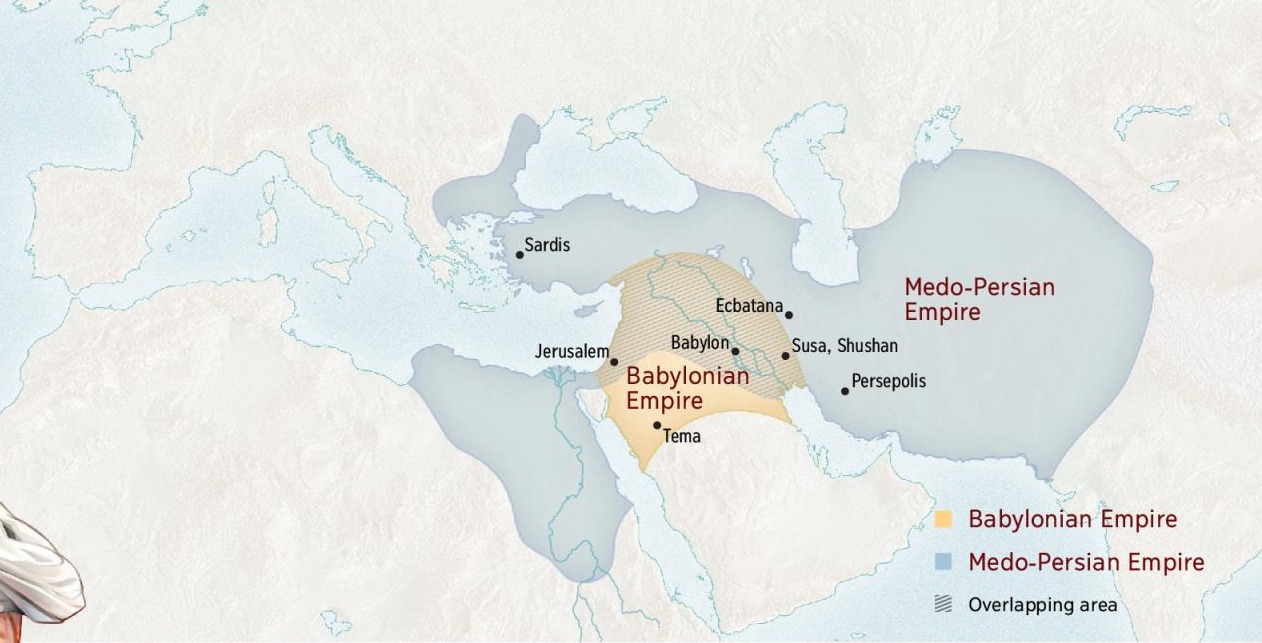 Sardis
Medo-Persian
Empire
Ecbatana
Babylon
Susa, Shushan
Jerusalem
Babylonian
Empire
Persepolis
Tema
Babylonian Empire
Medo-Persian Empire
Overlapping area